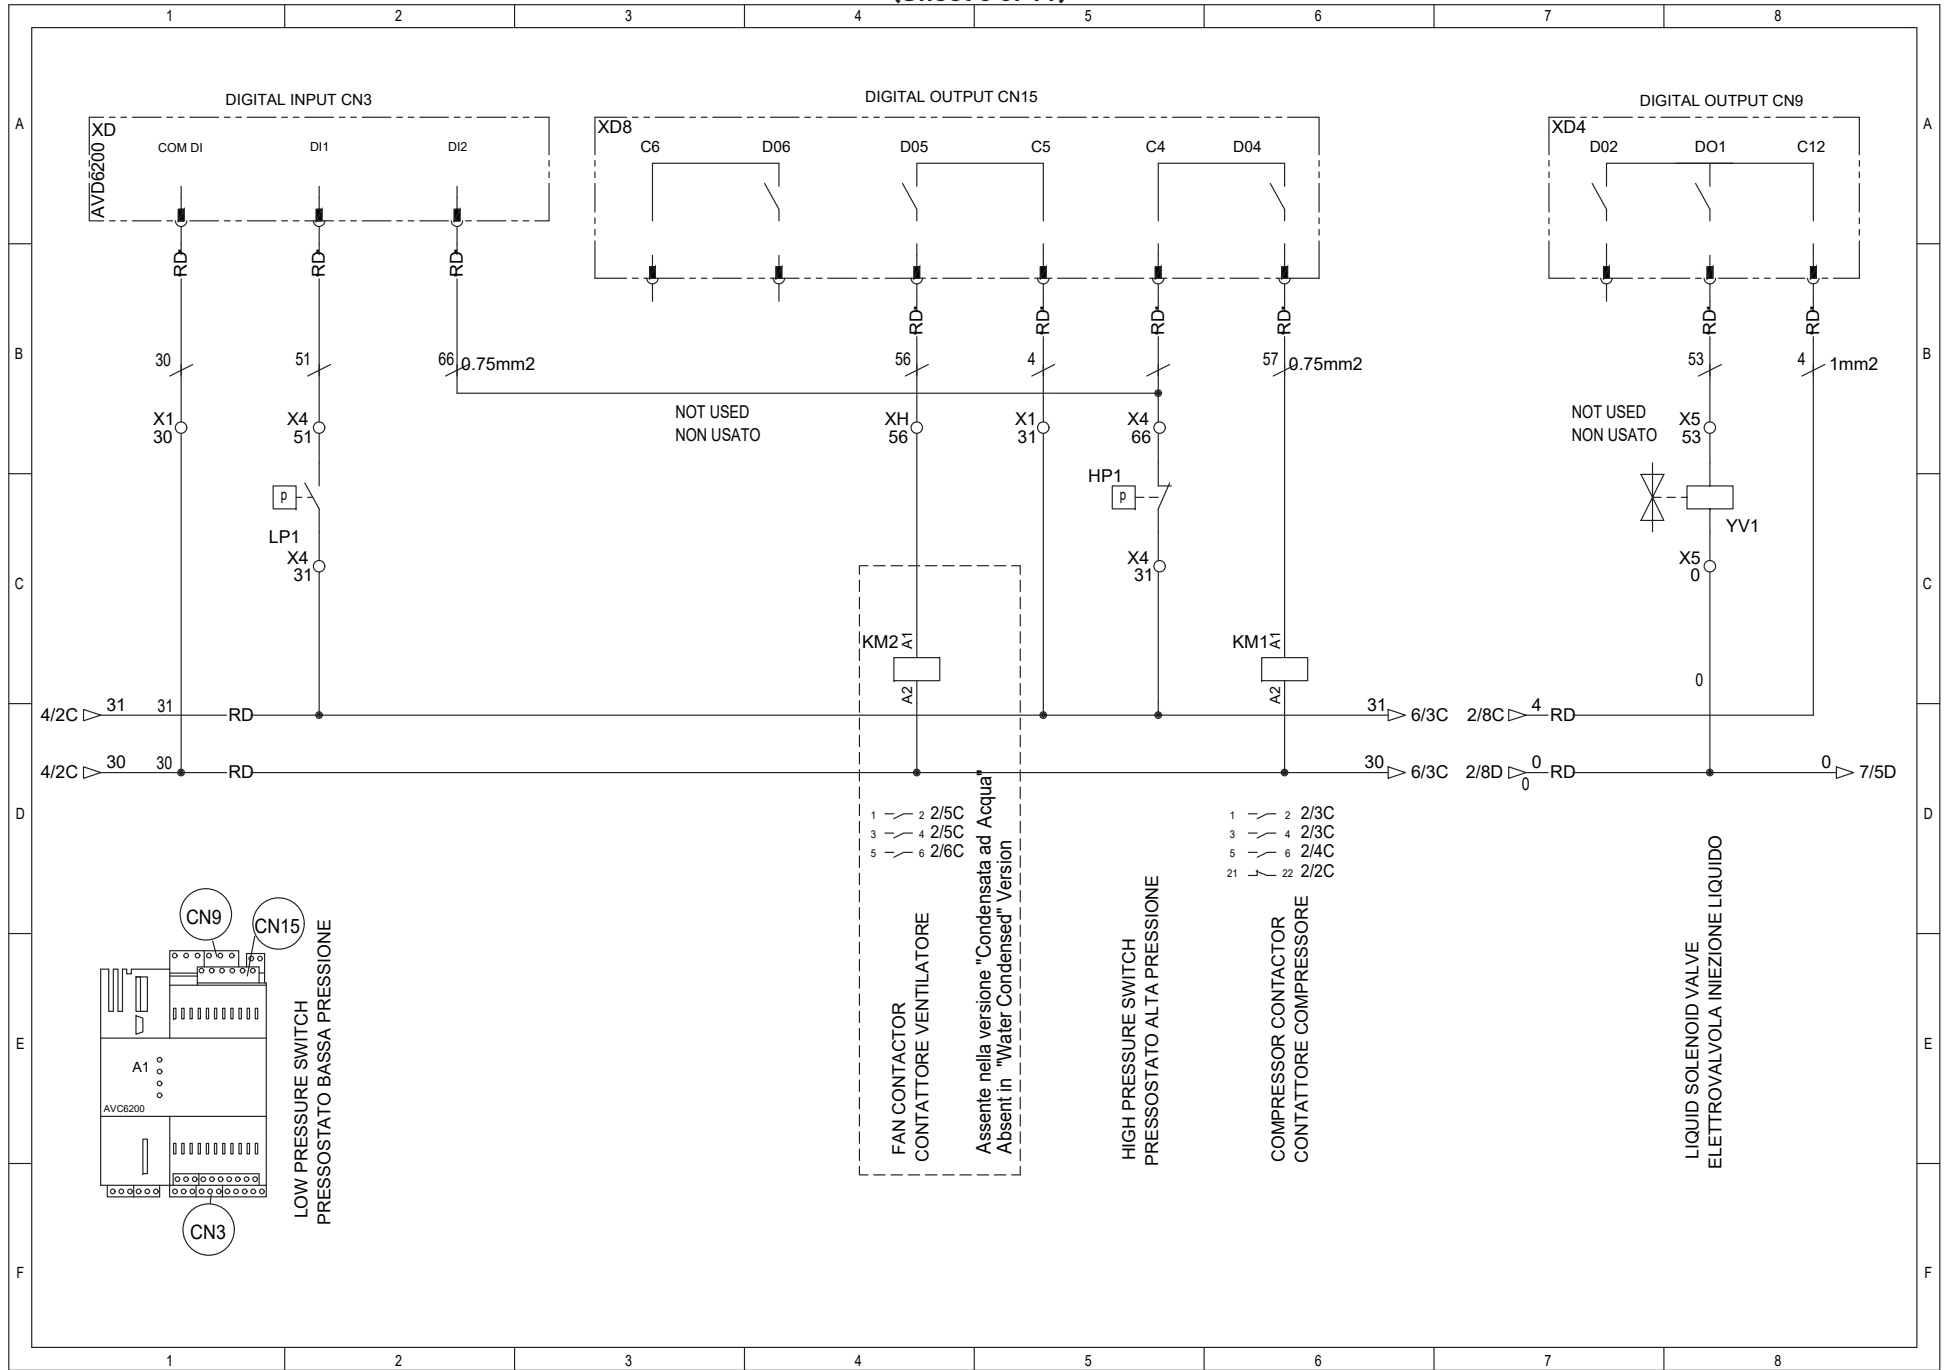 1 2 3 4 5 6 7 8
A A
B B
C C
D D
E E
F F
DIGITAL INPUT CN3
XD
AVD6200
COM DI DI1 DI2
RD RD RD
30 51 66 0.75mm2
X1
30
X4
51
LP1
X4
31
DIGITAL OUTPUT CN15
XD8
C6 D06 D05 C5 C4 D04
RD RD RD RD
56 4 57 0.75mm2
NOT USED
NON USATO
XH
56
X1
31
X4
66
HP1
X4
31
p p
KM2 A1
A2
KM1 A1
A2
DIGITAL OUTPUT CN9
XD4
D02 DO1 C12
RD RD
53 4 1mm2
NOT USED
NON USATO
X5
53
YV1
X5
0
0
4/2C 31 31 RD 31 6/3C 2/8C 4 RD
4/2C 30 30 RD 30 6/3C 2/8D 0 RD 0 7/5D
0
1 2 2/5C
3 4 2/5C
5 6 2/6C
1 2 2/3C
3 4 2/3C
5 6 2/4C
21 22 2/2C
CN9
CN15
A1
AVC6200
CN3
LOW PRESSURE SWITCH
PRESSOSTATO BASSA PRESSIONE
FAN CONTACTOR
CONTATTORE VENTILATORE
Assente nella versione "Condensata ad Acqua"
Absent in "Water Condensed" Version
HIGH PRESSURE SWITCH
PRESSOSTATO ALTA PRESSIONE
COMPRESSOR CONTACTOR
CONTATTORE COMPRESSORE
LIQUID SOLENOID VALVE
ELETTROVALVOLA INIEZIONE LIQUIDO
1 2 3 4 5 6 7 8